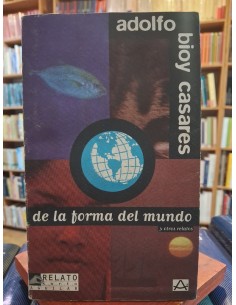 adolfo
bioy casares
de la forma del mundo
y otros relatos
RELATO